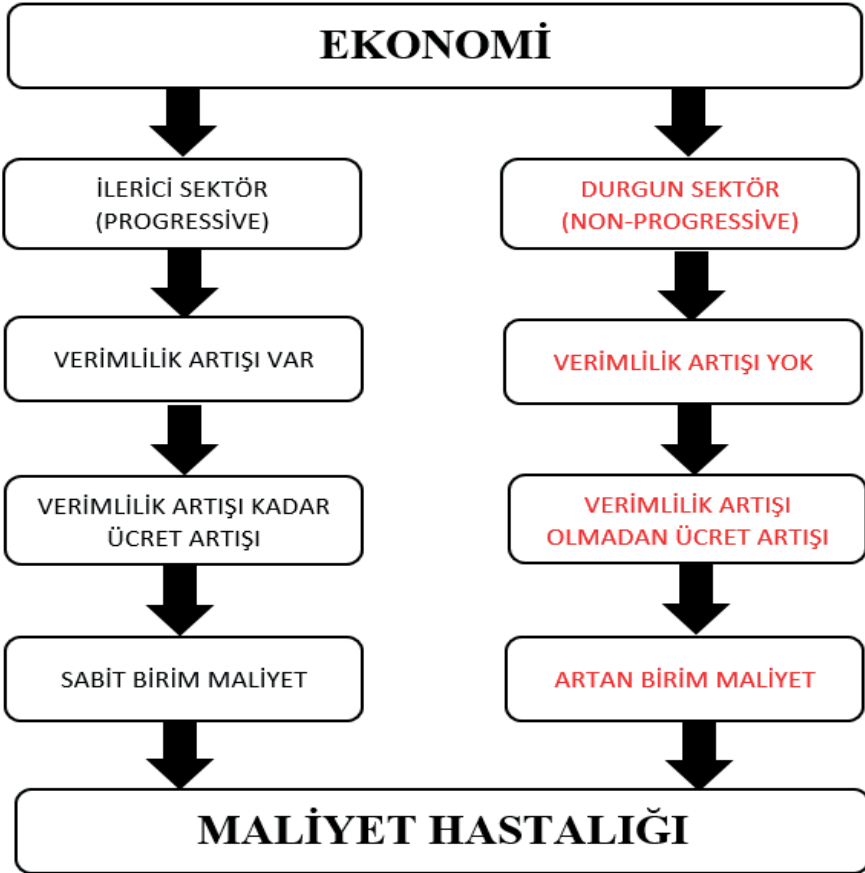 EKONOMİ
İLERİCİ SEKTÖR
(PROGRESSİVE)
VERİMLİLİK ARTIŞI VAR
VERİMLİLİK ARTIŞI KADAR
ÜCRET ARTIŞI
SABİT BİRİM MALİYET
DURGUN SEKTÖR
(NON-PROGRESSİVE)
VERİMLİLİK ARTIŞI YOK
VERİMLİLİK ARTIŞI
OLMADAN ÜCRET ARTIŞI
ARTAN BİRİM MALİYET
MALİYET HASTALIĞI